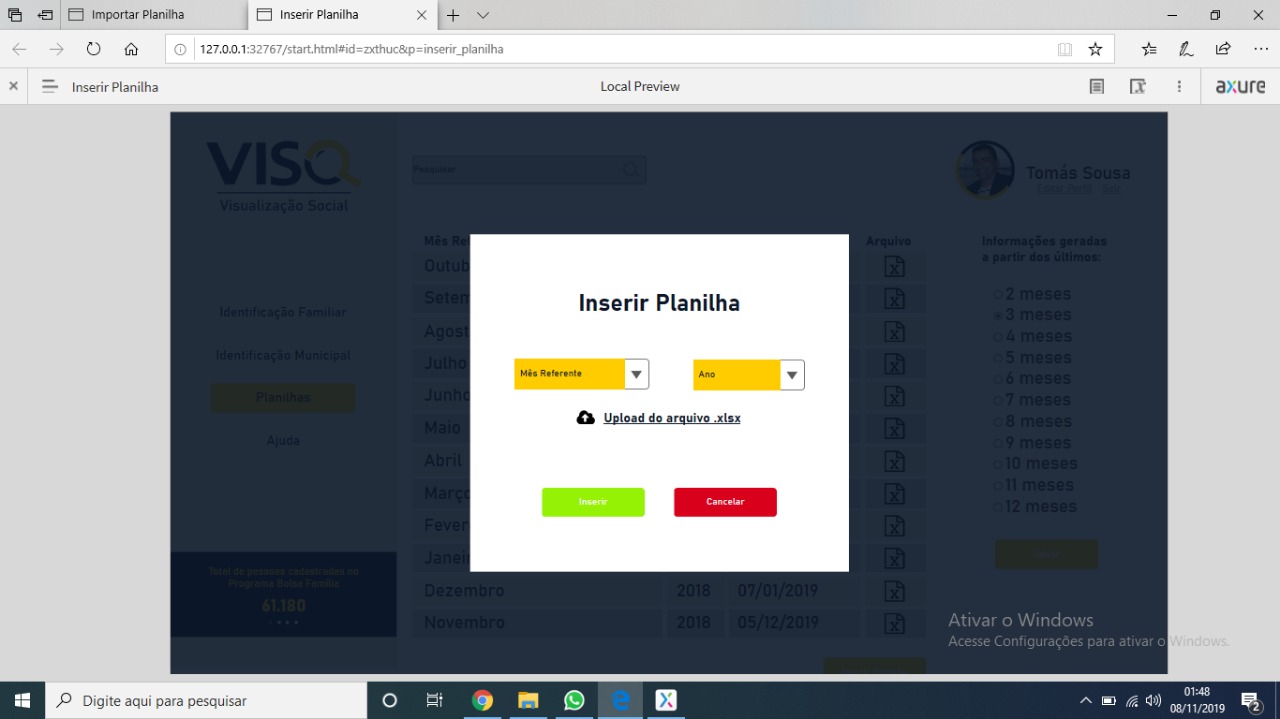 Importar Planilha
Inserir Planilha
127.0.0.1:32767/start.html#id=zxthuc&p=inserir_planilha
Inserir Planilha
Local Preview
axure
VISO
Visualização Social
Pesquisar
Tomás Sousa
Editar Perfil
Sair
Identificação Familiar
Identificação Municipal
Planilhas
Ajuda
Total de pessoas cadastradas no
Programa Bolsa Família
61.180
Mês Re
Arquivo
Outub
Setem
Agost
Julho
Junho
Maio
Abril
Março
Fever
Janei
Dezembro 2018 07/01/2019
Novembro 2018 05/12/2019
Inserir Planilha
Mês Referente
Ano
Upload do arquivo .xlsx
Inserir
Cancelar
Informações geradas
a partir dos últimos:
2 meses
3 meses
4 meses
5 meses
6 meses
7 meses
8 meses
9 meses
10 meses
11 meses
12 meses
Ativar o Windows
Acesse Configurações para ativar o Windows.
Digite aqui para pesquisar
01:48
08/11/2019
2